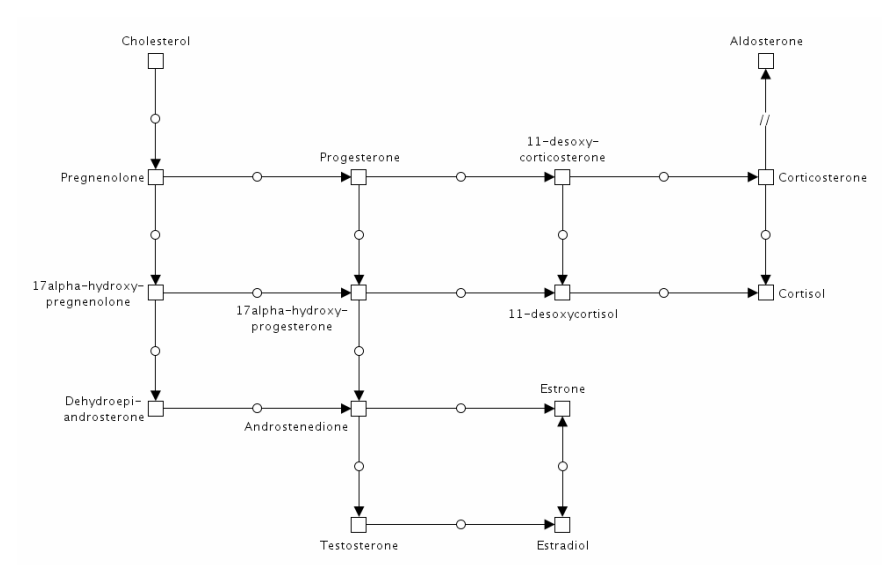 Cholesterol
Aldosterone
//
11-desoxy-
corticosterone
Progesterone
Pregnenolone
Corticosterone
17alpha-hydroxy-
pregnenolone
17alpha-hydroxy-
progesterone
11-desoxycortisol
Cortisol
Dehydroepi-
androsterone
Androstenedione
Estrone
Testosterone
Estradiol